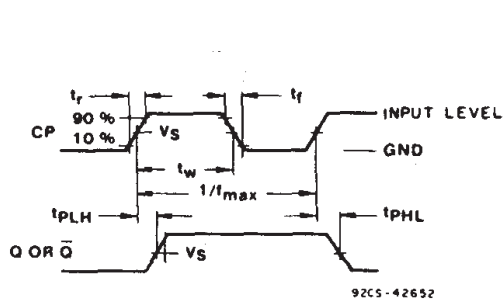 tr
tf
90 %
INPUT LEVEL
CP
VS
10 %
GND
tw
1/fmax
tPLH
tPHL
Q OR Q̅
VS
92CS-42652